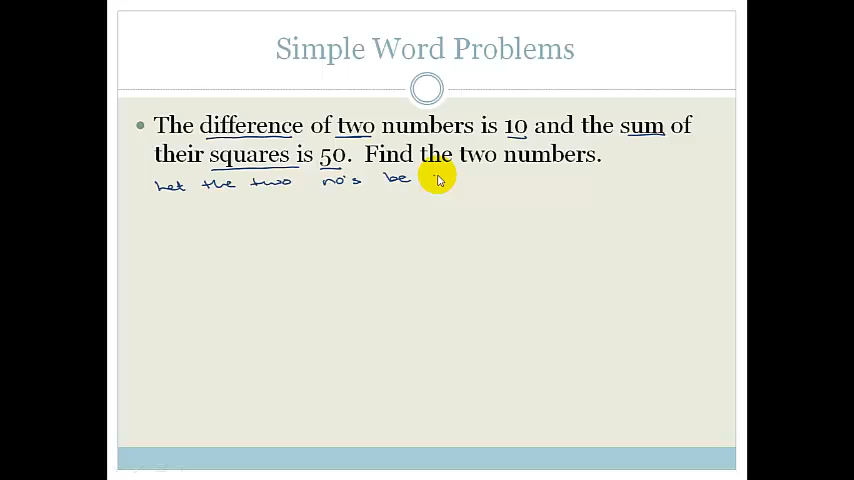 Simple Word Problems
The difference of two numbers is 10 and the sum of
their squares is 50. Find the two numbers.
Let the two no's be